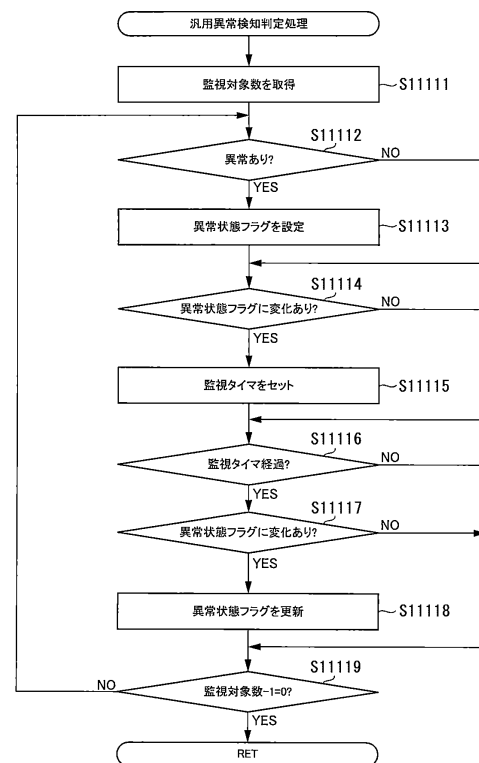 汎用異常検知判定処理
監視対象数を取得
S11111
S11112
異常あり?
NO
YES
異常状態フラグを設定
S11113
S11114
異常状態フラグに変化あり?
NO
YES
監視タイマをセット
S11115
S11116
監視タイマ経過?
NO
YES
S11117
異常状態フラグに変化あり?
NO
YES
異常状態フラグを更新
S11118
S11119
NO
監視対象数-1=0?
YES
RET